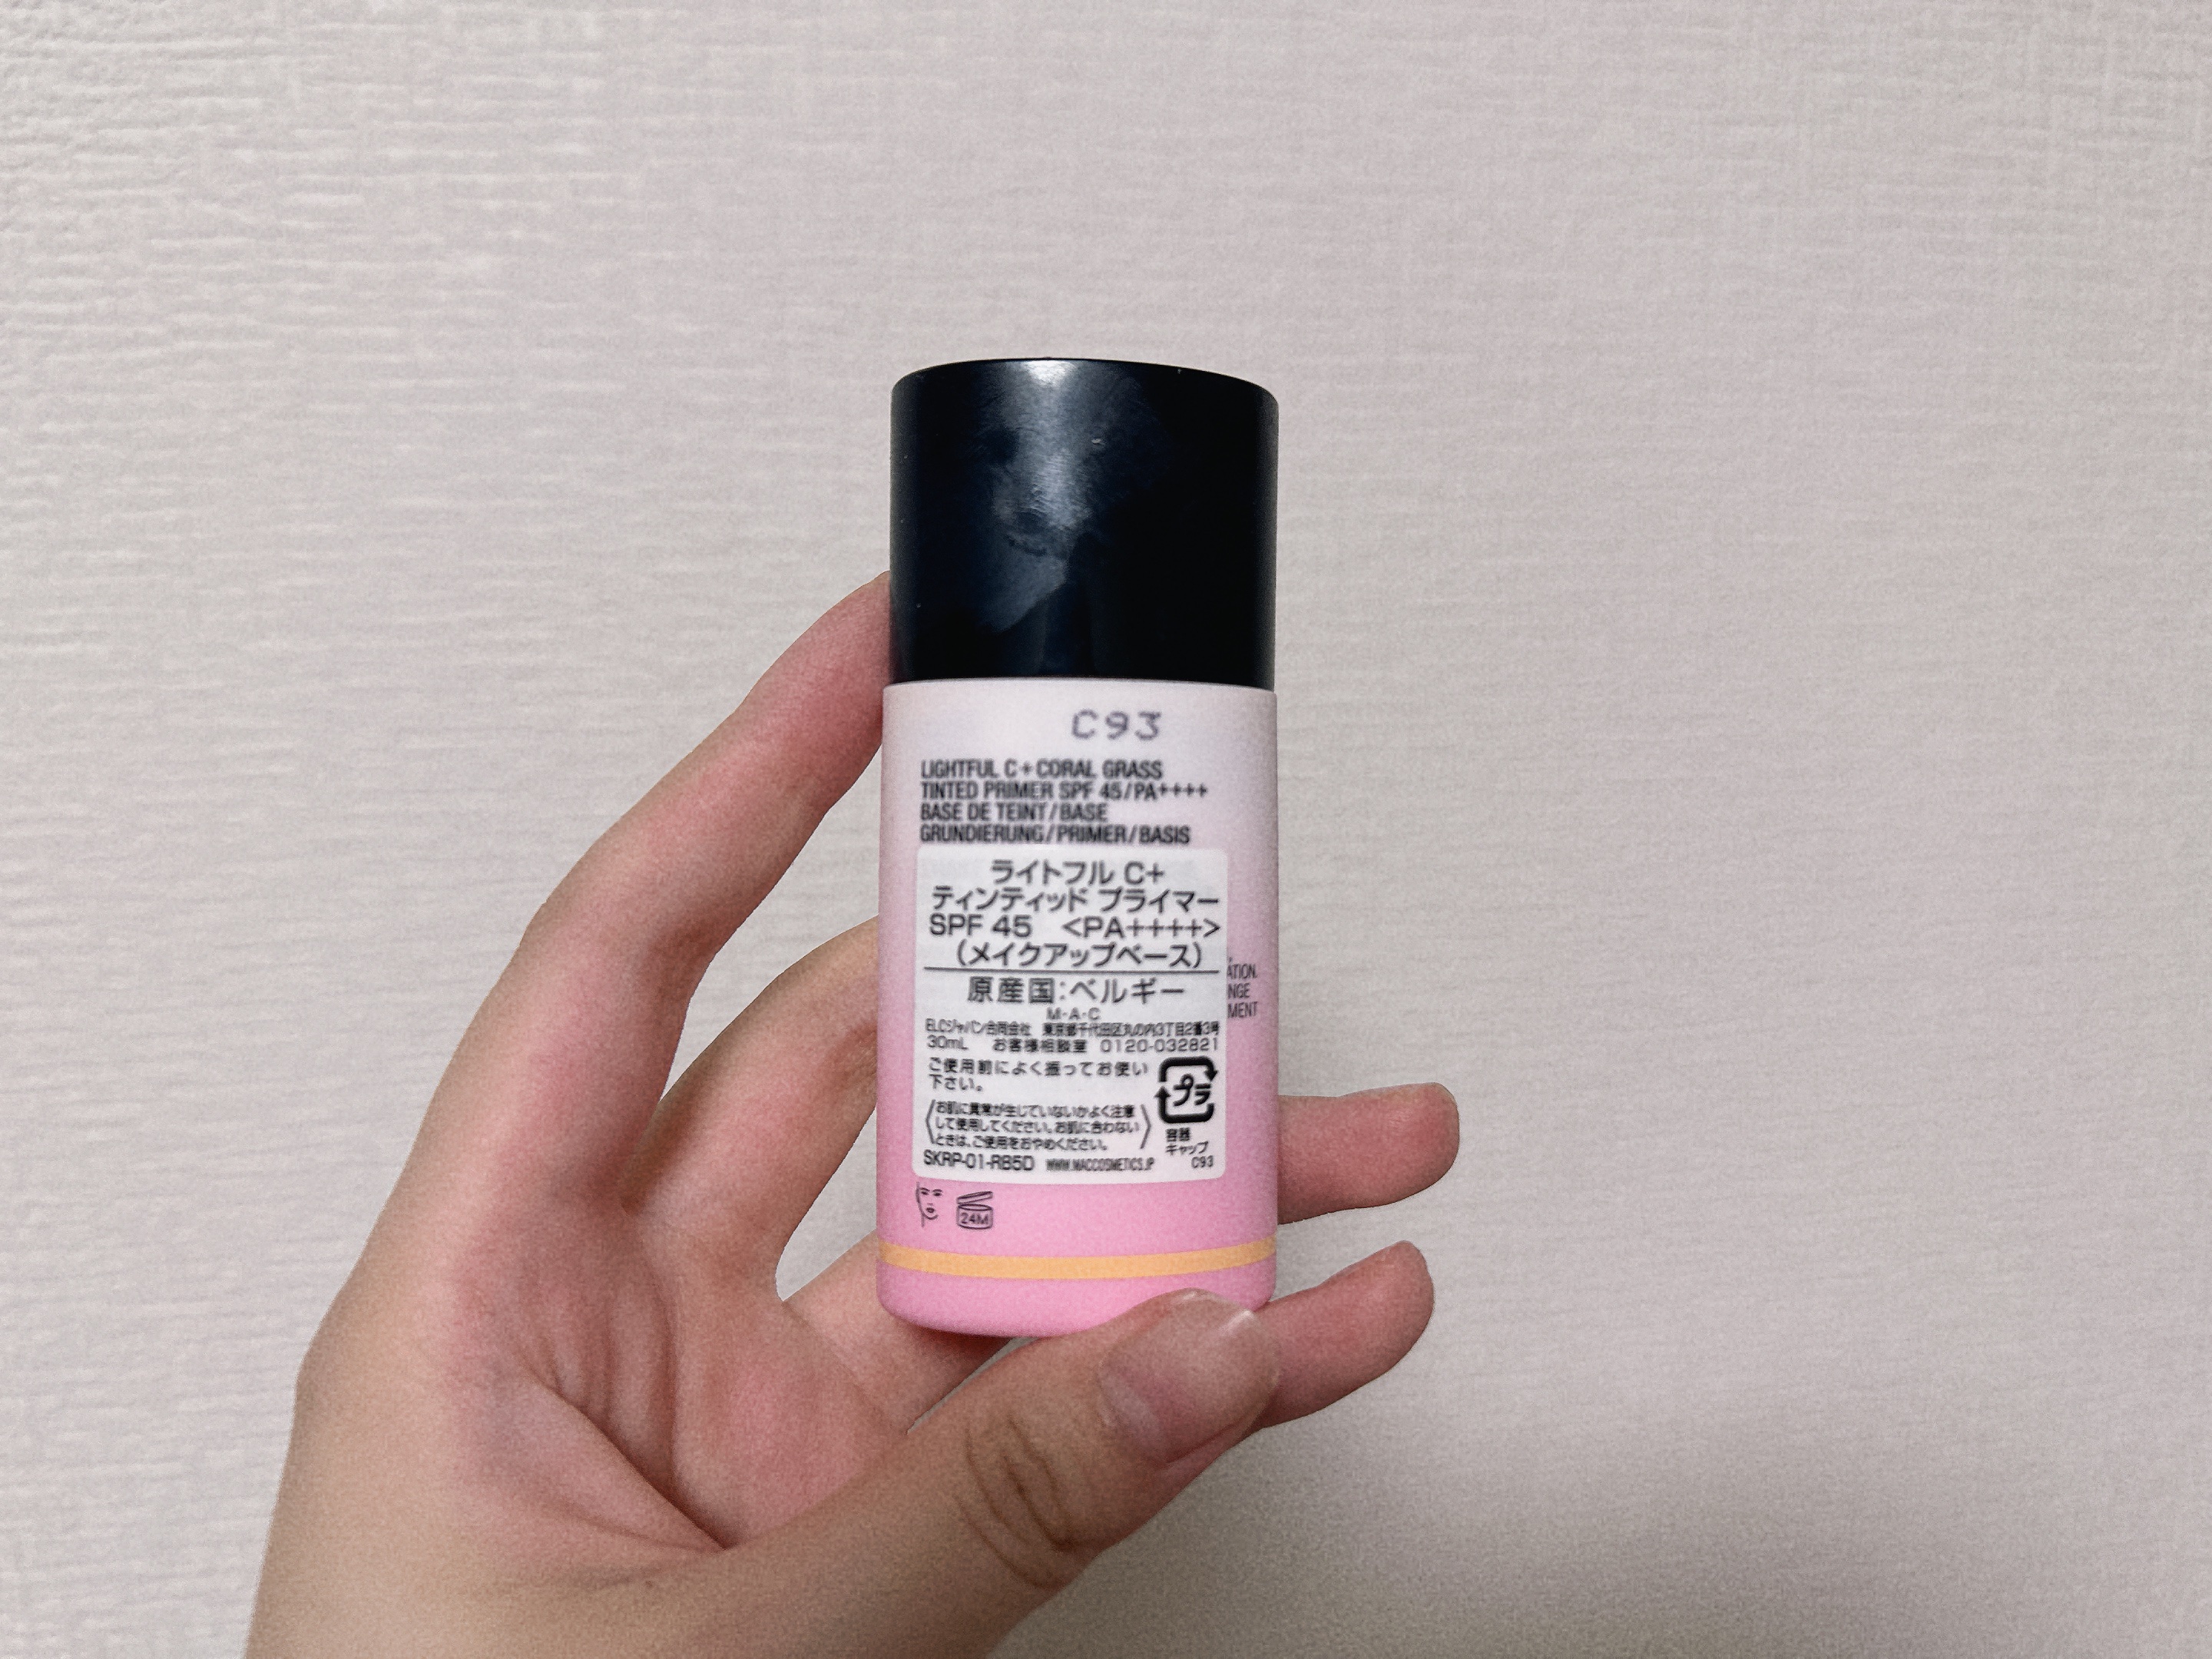 C93
LIGHTFUL C+CORAL GRASS
TINTED PRIMER SPF 45/PA++++
BASE DE TEINT/BASE
GRUNDIERUNG/PRIMER/BASIS
ライトフル C+
ティンティッド プライマー
SPF 45 <PA++++>
(メイクアップベース)
原産国:ベルギー
M·A·C
ELCジャパン合同会社 東京都千代田区丸の内3丁目2番3号
30mL お客様相談室 0120-032821
ご使用前によく振ってお使い
下さい。
お肌に異常が生じていないかよく注意
して使用してください。お肌に合わない
ときは、ご使用をおやめください。
プラ
容器
キャップ
SKRP-01-RB5D WWW.MACCOSMETICS.JP C93
24M
ATION.
NGE
MENT